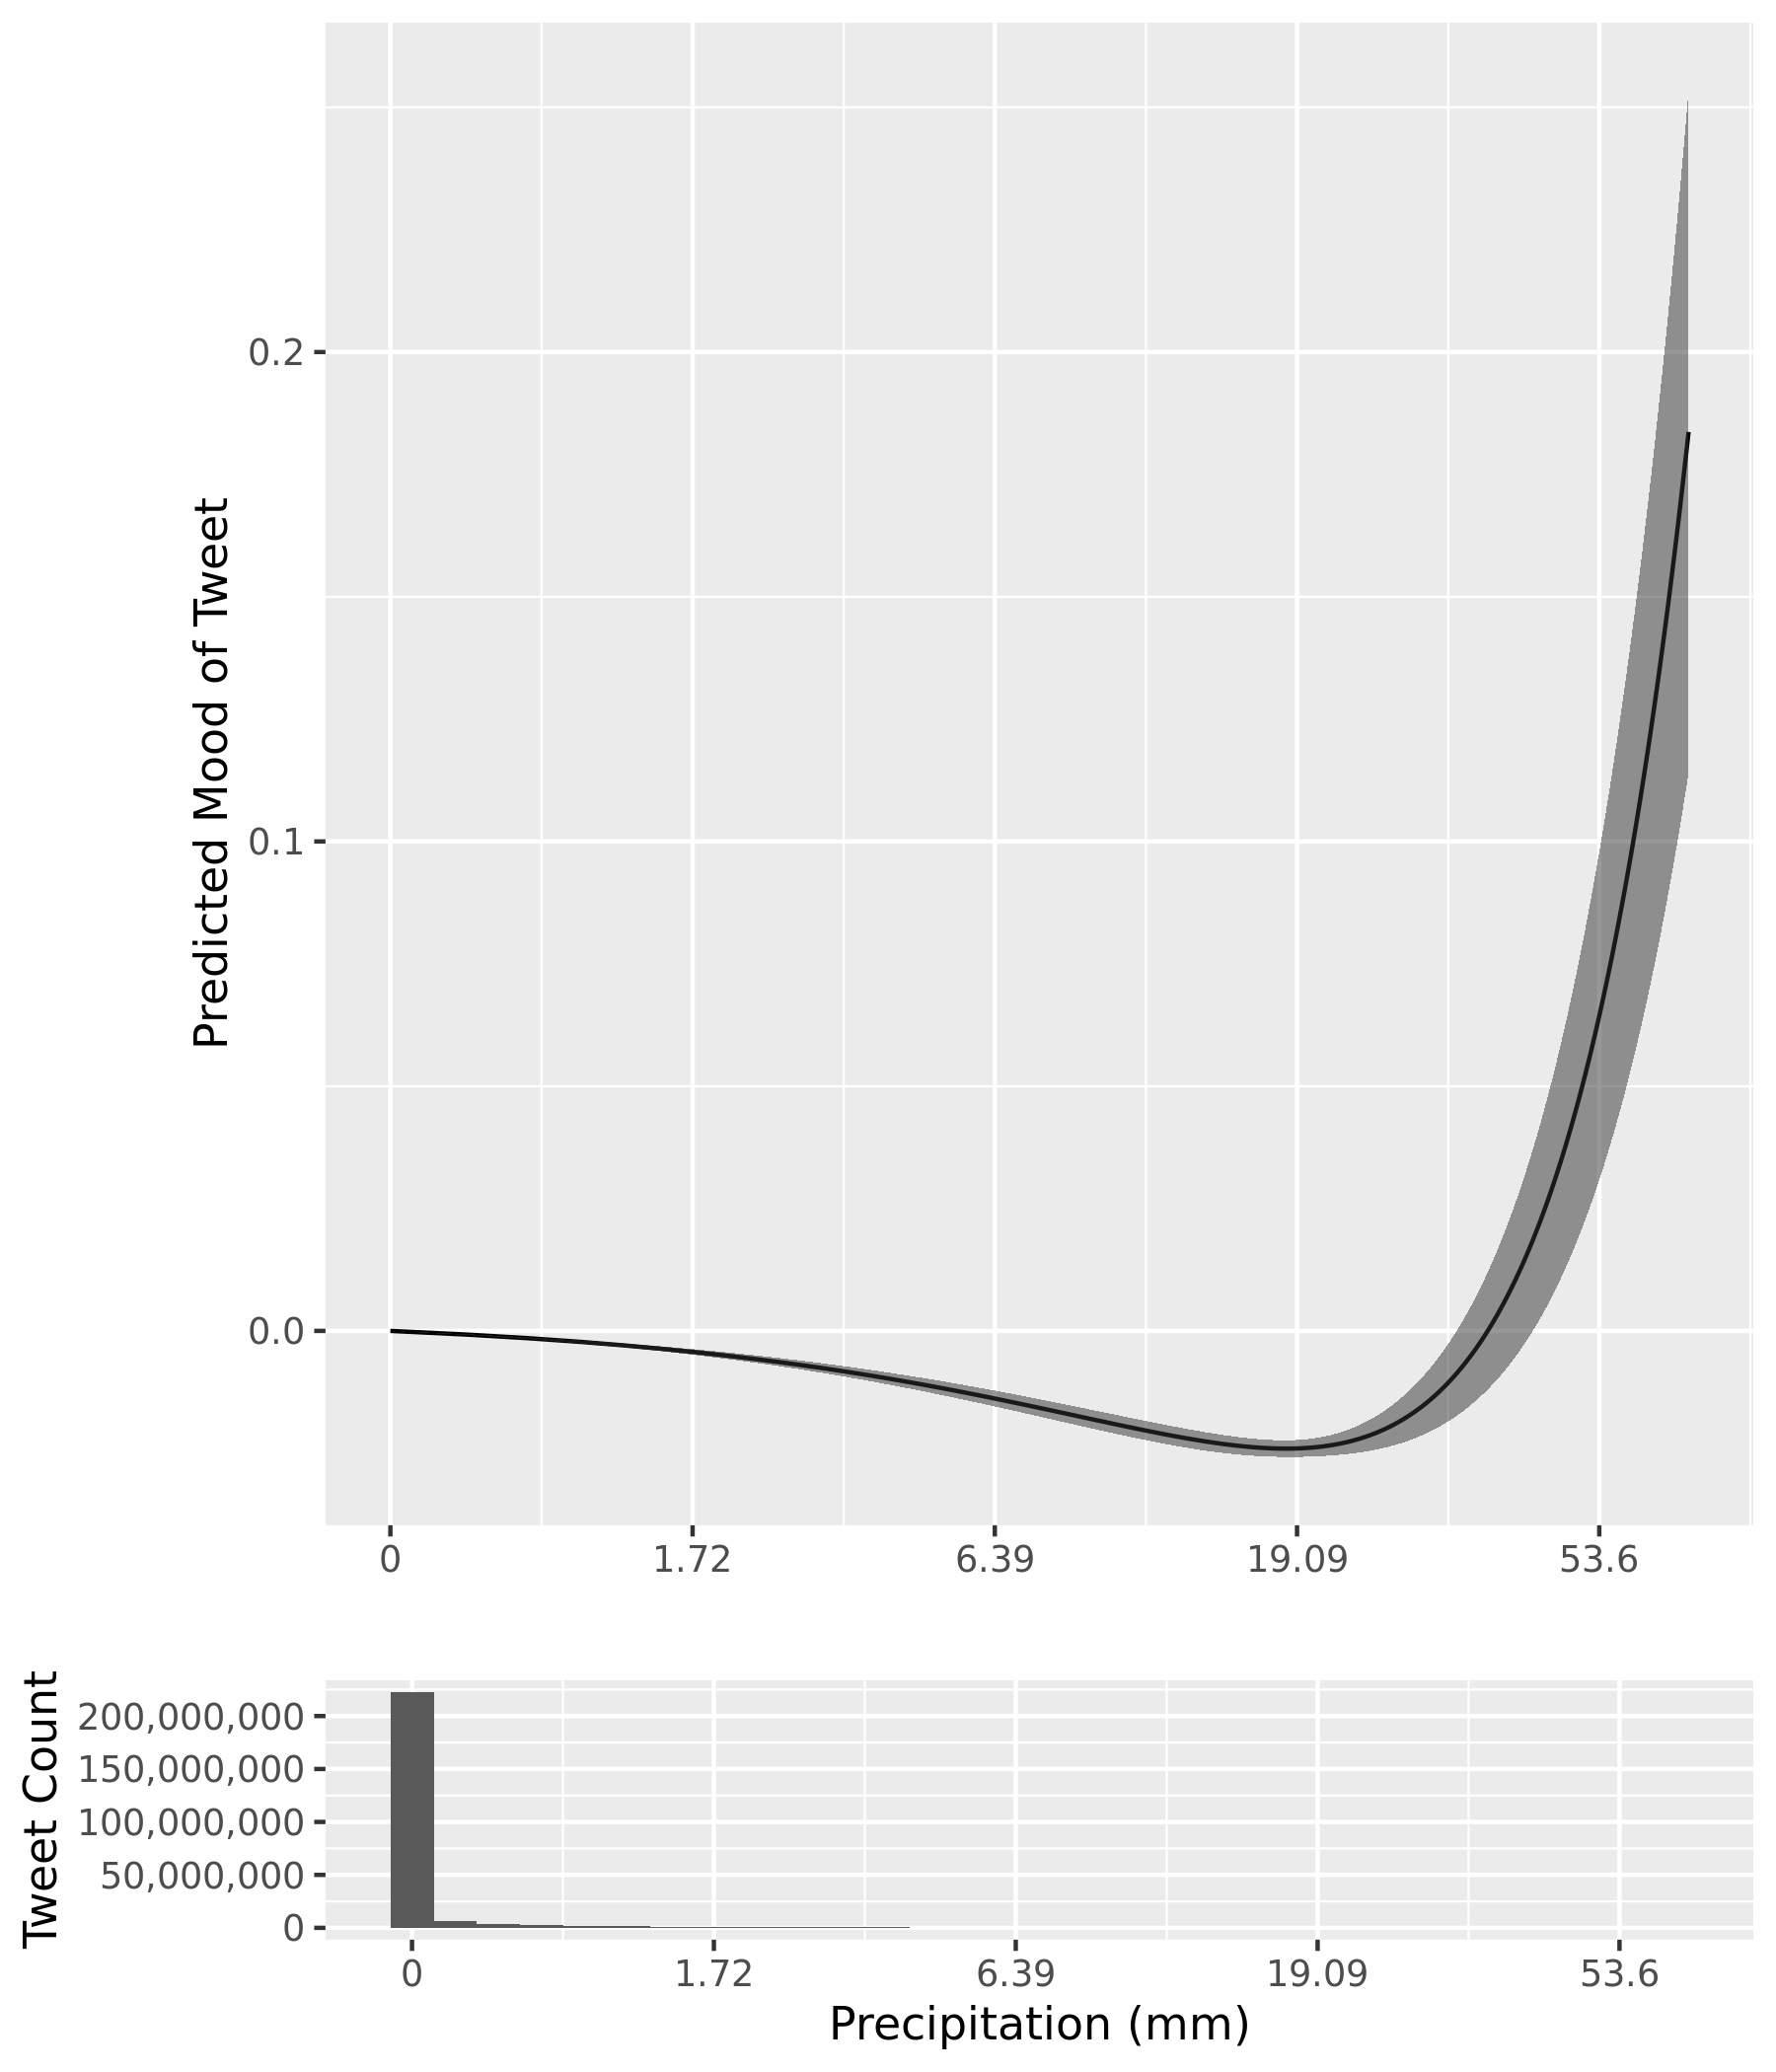 Predicted Mood of Tweet
0.2
0.1
0.0
0 1.72 6.39 19.09 53.6
Tweet Count
200,000,000
150,000,000
100,000,000
50,000,000
0
0 1.72 6.39 19.09 53.6
Precipitation (mm)